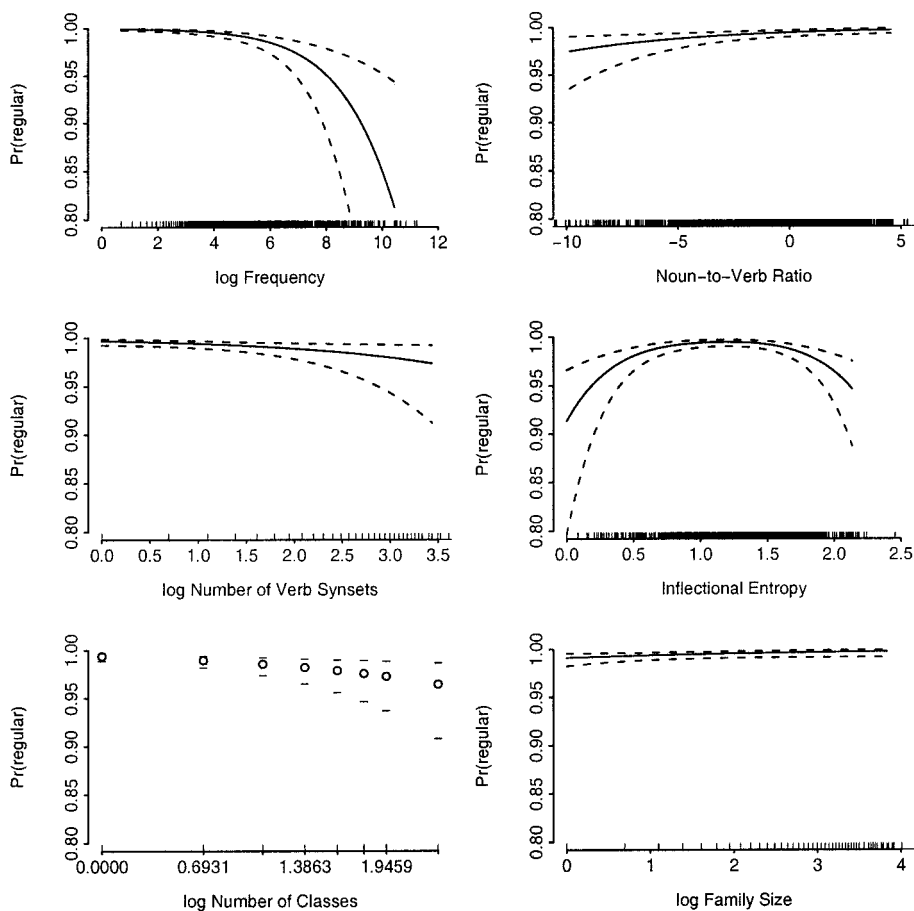 Pr(regular)
0.80 0.85 0.90 0.95 1.00
0 2 4 6 8 10 12
log Frequency
Pr(regular)
0.80 0.85 0.90 0.95 1.00
−10 −5 0 5
Noun−to−Verb Ratio
Pr(regular)
0.80 0.85 0.90 0.95 1.00
0.0 0.5 1.0 1.5 2.0 2.5 3.0 3.5
log Number of Verb Synsets
Pr(regular)
0.80 0.85 0.90 0.95 1.00
0.0 0.5 1.0 1.5 2.0 2.5
Inflectional Entropy
Pr(regular)
0.80 0.85 0.90 0.95 1.00
0.0000 0.6931 1.3863 1.9459
log Number of Classes
Pr(regular)
0.80 0.85 0.90 0.95 1.00
0 1 2 3 4
log Family Size